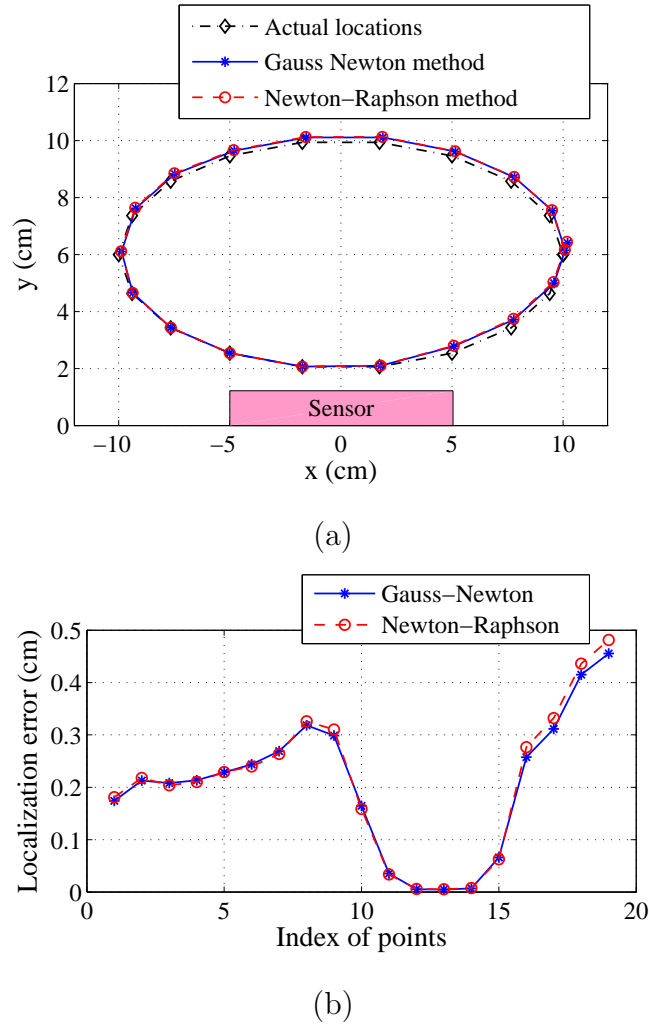 Actual locations
Gauss Newton method
Newton−Raphson method
12
10
8
6
4
2
0
y (cm)
Sensor
−10 −5 0 5 10
x (cm)
(a)
Gauss−Newton
Newton−Raphson
0.5
0.4
0.3
0.2
0.1
0
Localization error (cm)
0 5 10 15 20
Index of points
(b)